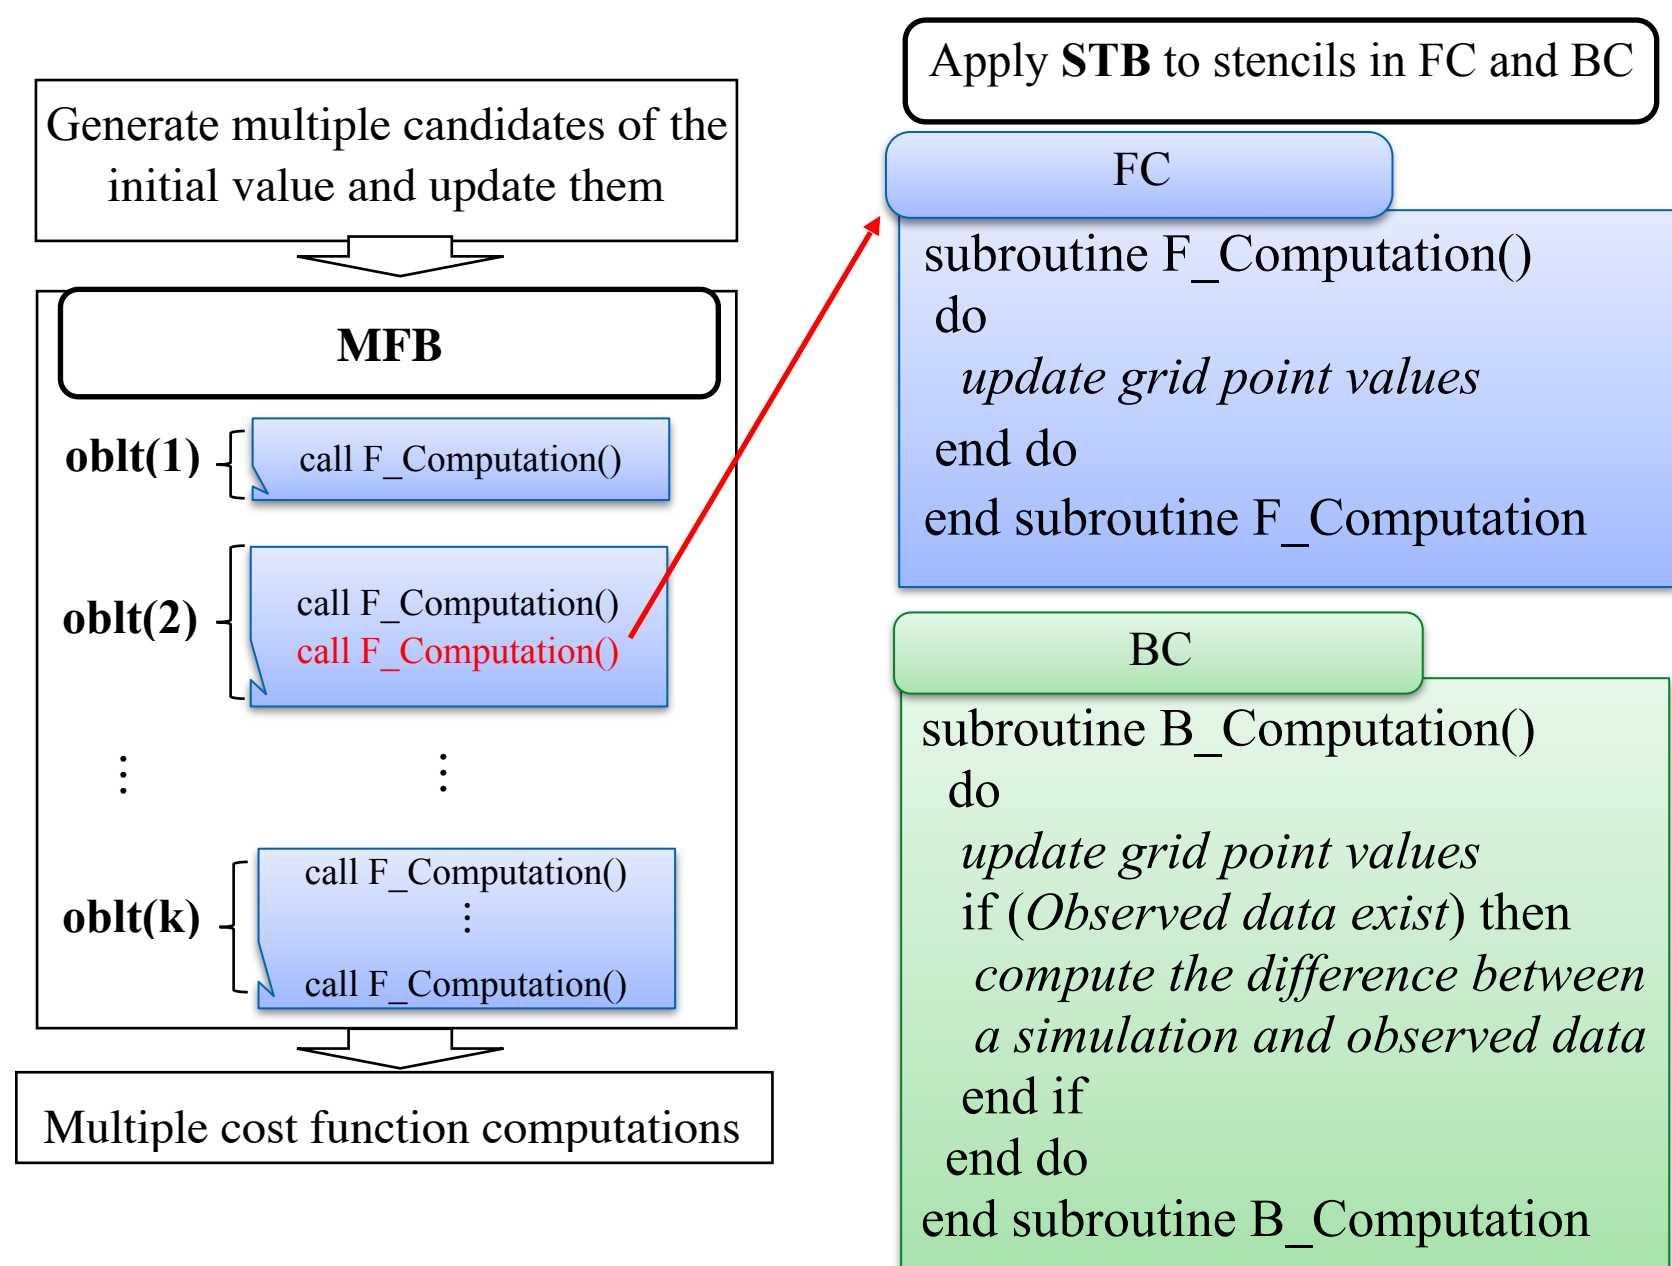 Generate multiple candidates of the
initial value and update them
MFB
oblt(1)
call F_Computation()
oblt(2)
call F_Computation()
call F_Computation()
⋮
⋮
oblt(k)
call F_Computation()
⋮
call F_Computation()
Multiple cost function computations
Apply STB to stencils in FC and BC
FC
subroutine F_Computation()
do
update grid point values
end do
end subroutine F_Computation
BC
subroutine B_Computation()
do
update grid point values
if (Observed data exist) then
compute the difference between
a simulation and observed data
end if
end do
end subroutine B_Computation